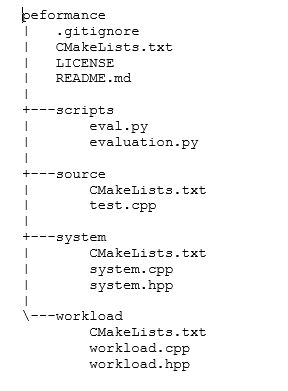 peformance
|   .gitignore
|   CMakeLists.txt
|   LICENSE
|   README.md
|
+---scripts
|       eval.py
|       evaluation.py
|
+---source
|       CMakeLists.txt
|       test.cpp
|
+---system
|       CMakeLists.txt
|       system.cpp
|       system.hpp
|
\---workload
        CMakeLists.txt
        workload.cpp
        workload.hpp